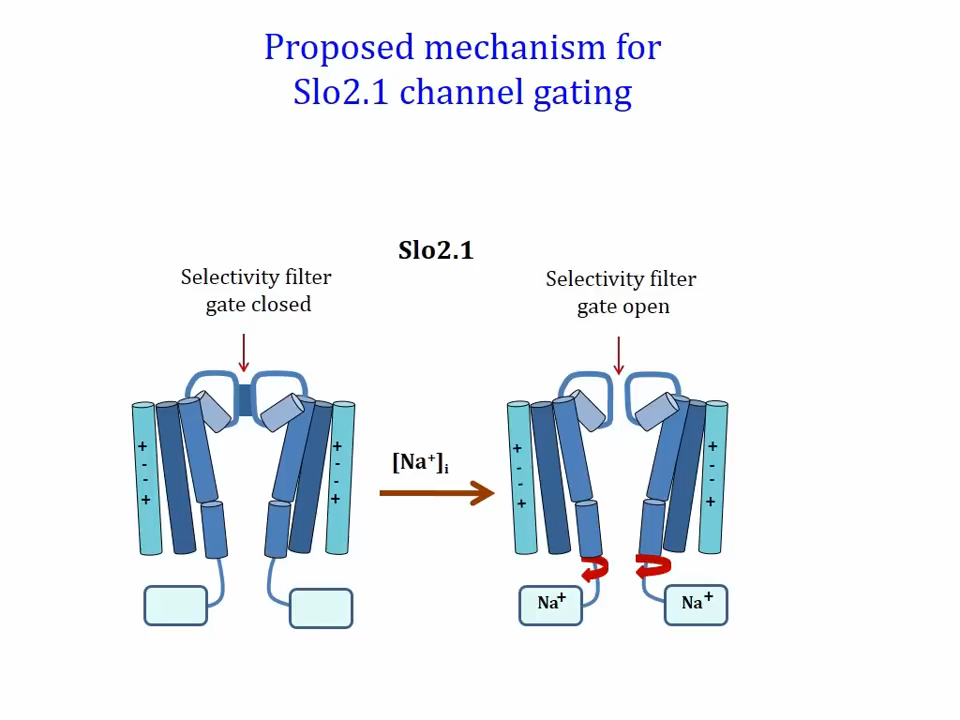 Proposed mechanism for
Slo2.1 channel gating
Slo2.1
Selectivity filter
gate closed
Selectivity filter
gate open
+
-
-
+
+
-
-
+
[Na⁺]ᵢ
+
-
-
+
+
-
-
+
Na⁺
Na⁺